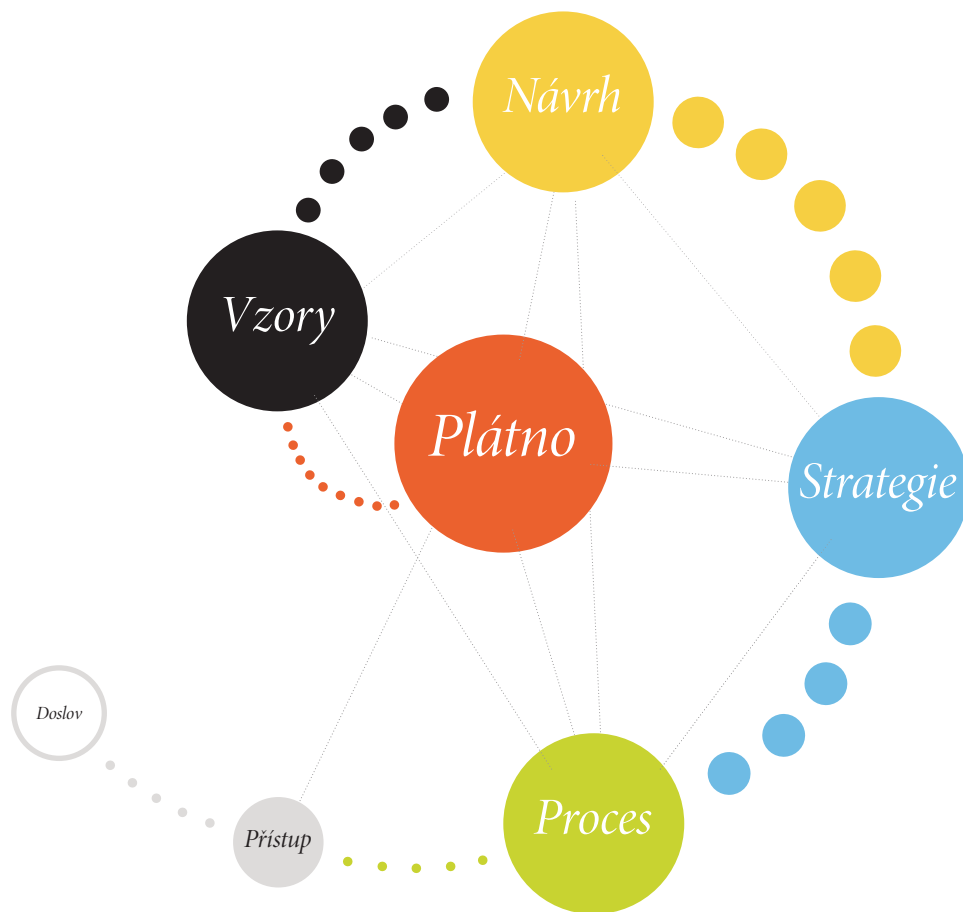 Návrh
Vzory
Plátno
Strategie
Doslov
Proces
Přístup